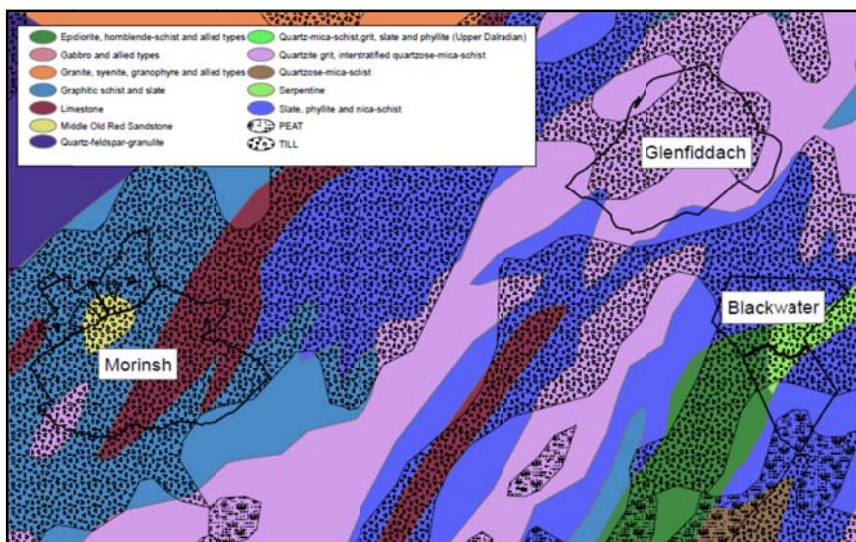 Epidiorite, hornblende-schist and allied types
Gabbro and allied types
Granite, syenite, granophyre and allied types
Graphitic schist and slate
Limestone
Middle Old Red Sandstone
Quartz-feldspar-granulite
Quartz-mica-schist,grit, slate and phyllite (Upper Dalradian)
Quartzite grit, interstratified quartzose-mica-schist
Quartzose-mica-sclist
Serpentine
Slate, phyllite and nica-schist
PEAT
TILL
Glenfiddach
Blackwater
Morinsh